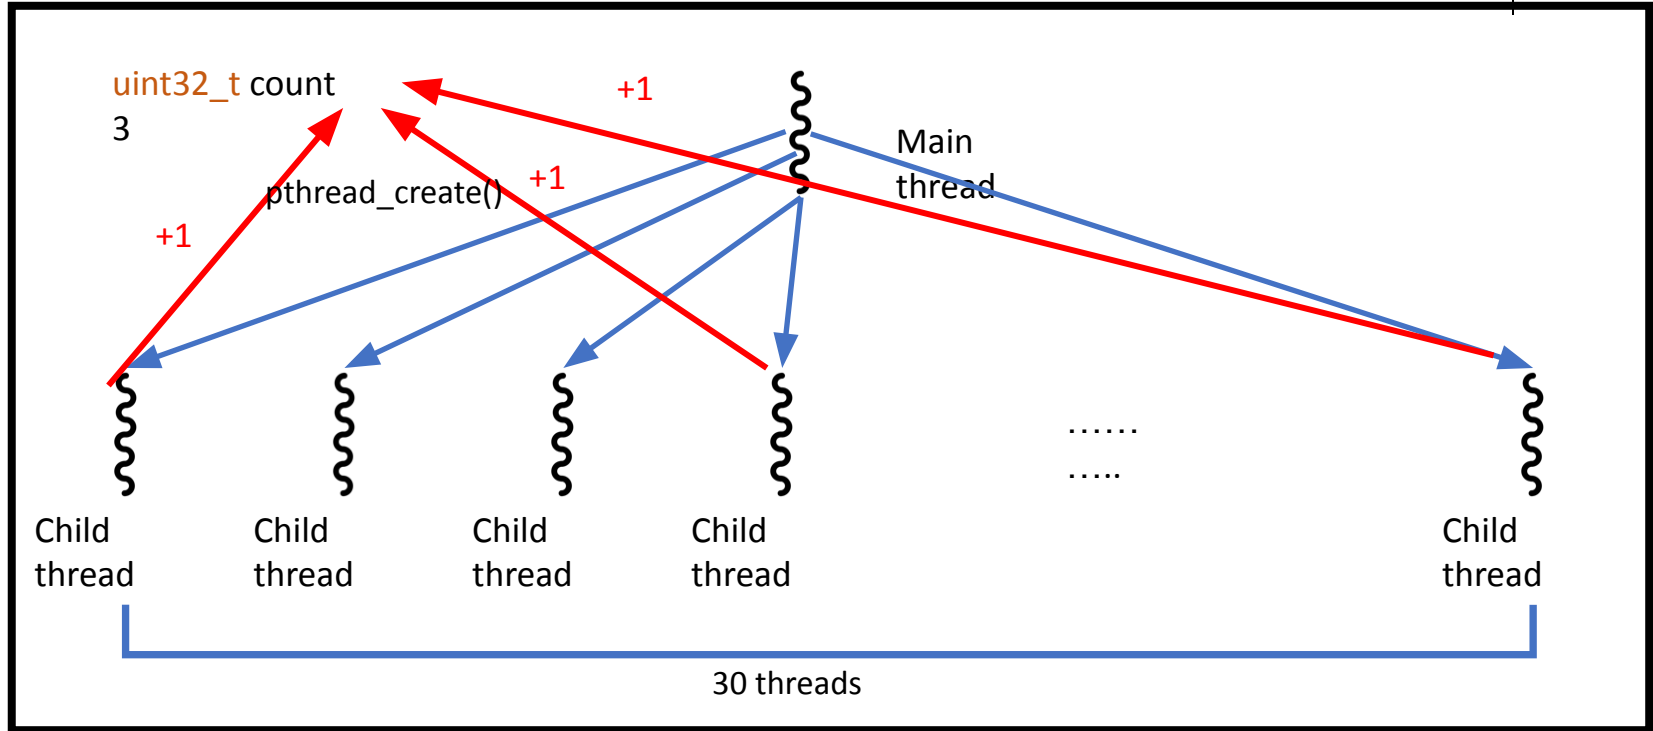 uint32_t count
3
+1
Main
thread
pthread_create()
+1
+1
……
…..
Child
thread
Child
thread
Child
thread
Child
thread
Child
thread
30 threads